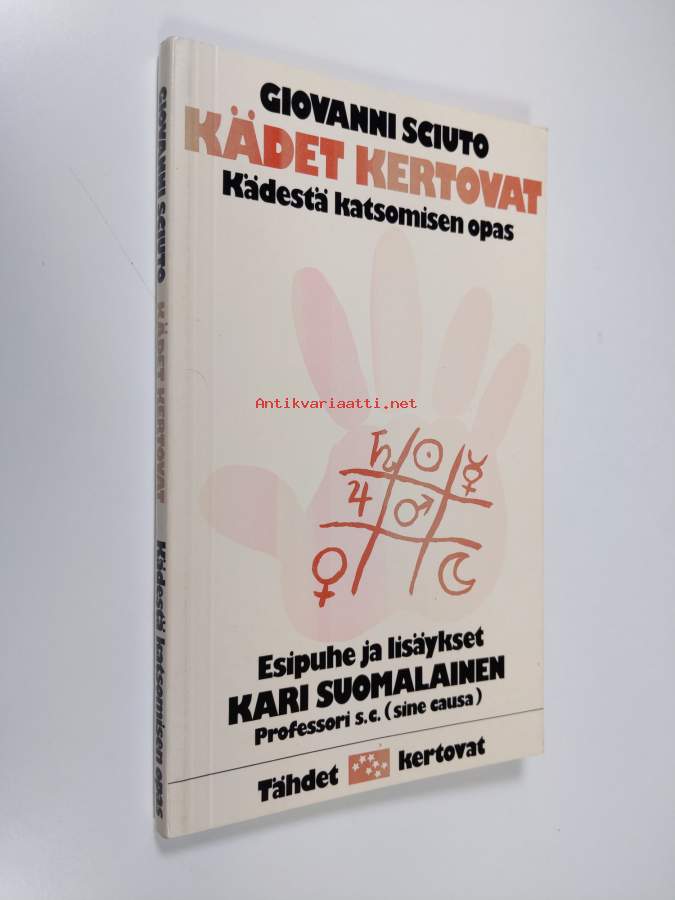 GIOVANNI SCIUTO
KÄDET KERTOVAT
Kädestä katsomisen opas
Antikvariaatti.net
Esipuhe ja lisäykset
KARI SUOMALAINEN
Professori s.c. (sine causa)
Tähdet kertovat
GIOVANNI SCIUTO KÄDET KERTOVAT Kädestä katsomisen opas